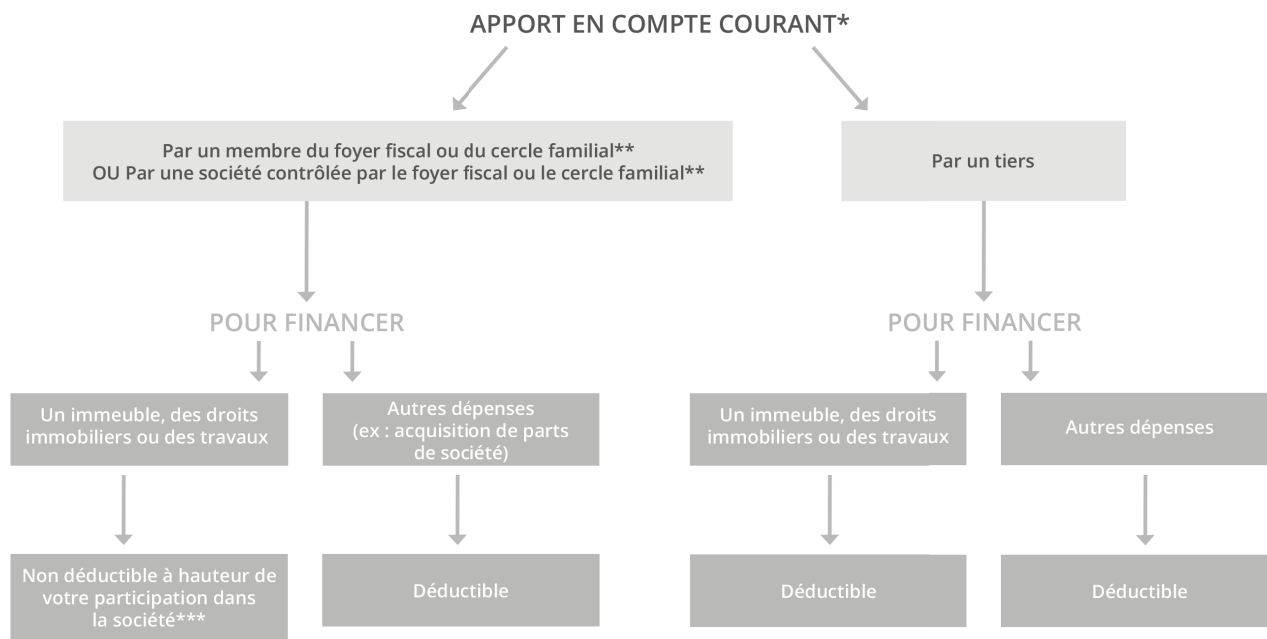 APPORT EN COMPTE COURANT*
Par un membre du foyer fiscal ou du cercle familial**
OU Par une société contrôlée par le foyer fiscal ou le cercle familial**
Par un tiers
POUR FINANCER
POUR FINANCER
Un immeuble, des droits
immobiliers ou des travaux
Autres dépenses
(ex : acquisition de parts
de société)
Un immeuble, des droits
immobiliers ou des travaux
Autres dépenses
Non déductible à hauteur de
votre participation dans
la société***
Déductible
Déductible
Déductible